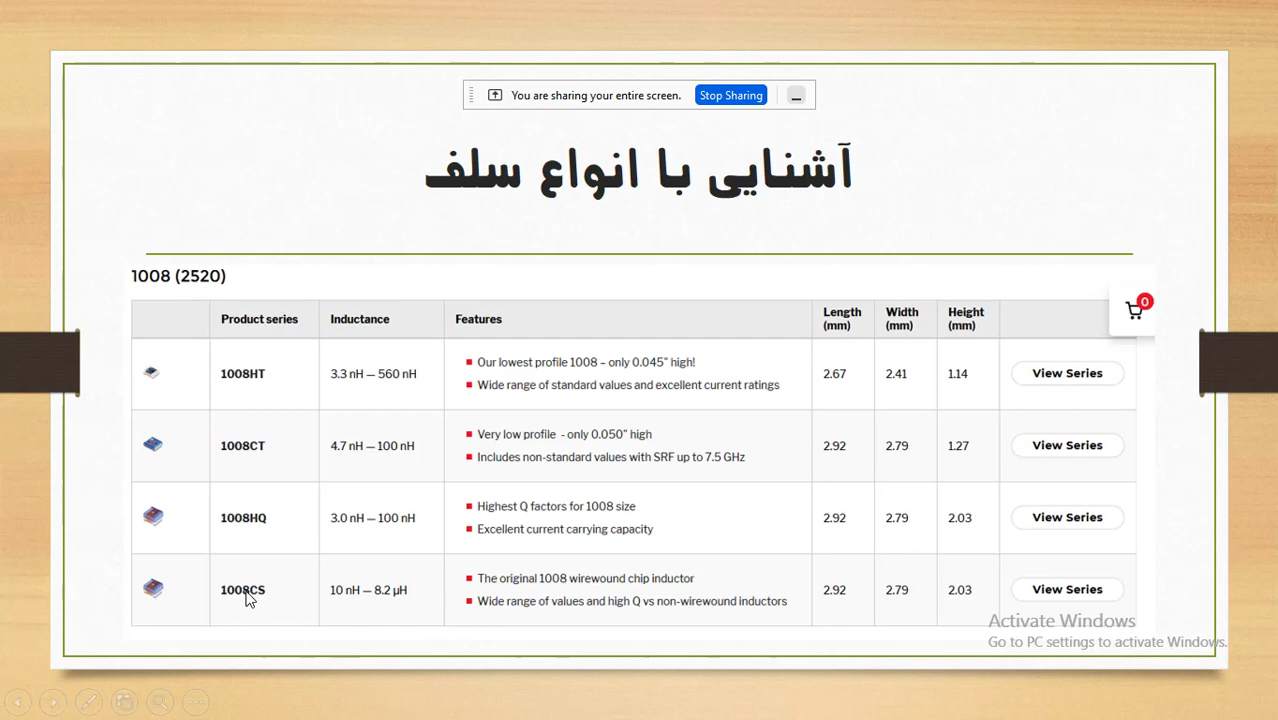 You are sharing your entire screen. Stop Sharing
آشنایی با انواع سلف
1008 (2520)
0
Product series Inductance Features Length (mm) Width (mm) Height (mm)
1008HT 3.3 nH — 560 nH
Our lowest profile 1008 – only 0.045" high!
Wide range of standard values and excellent current ratings
2.67 2.41 1.14 View Series
1008CT 4.7 nH — 100 nH
Very low profile - only 0.050" high
Includes non-standard values with SRF up to 7.5 GHz
2.92 2.79 1.27 View Series
1008HQ 3.0 nH — 100 nH
Highest Q factors for 1008 size
Excellent current carrying capacity
2.92 2.79 2.03 View Series
1008CS 10 nH — 8.2 µH
The original 1008 wirewound chip inductor
Wide range of values and high Q vs non-wirewound inductors
2.92 2.79 2.03 View Series
Activate Windows
Go to PC settings to activate Windows.